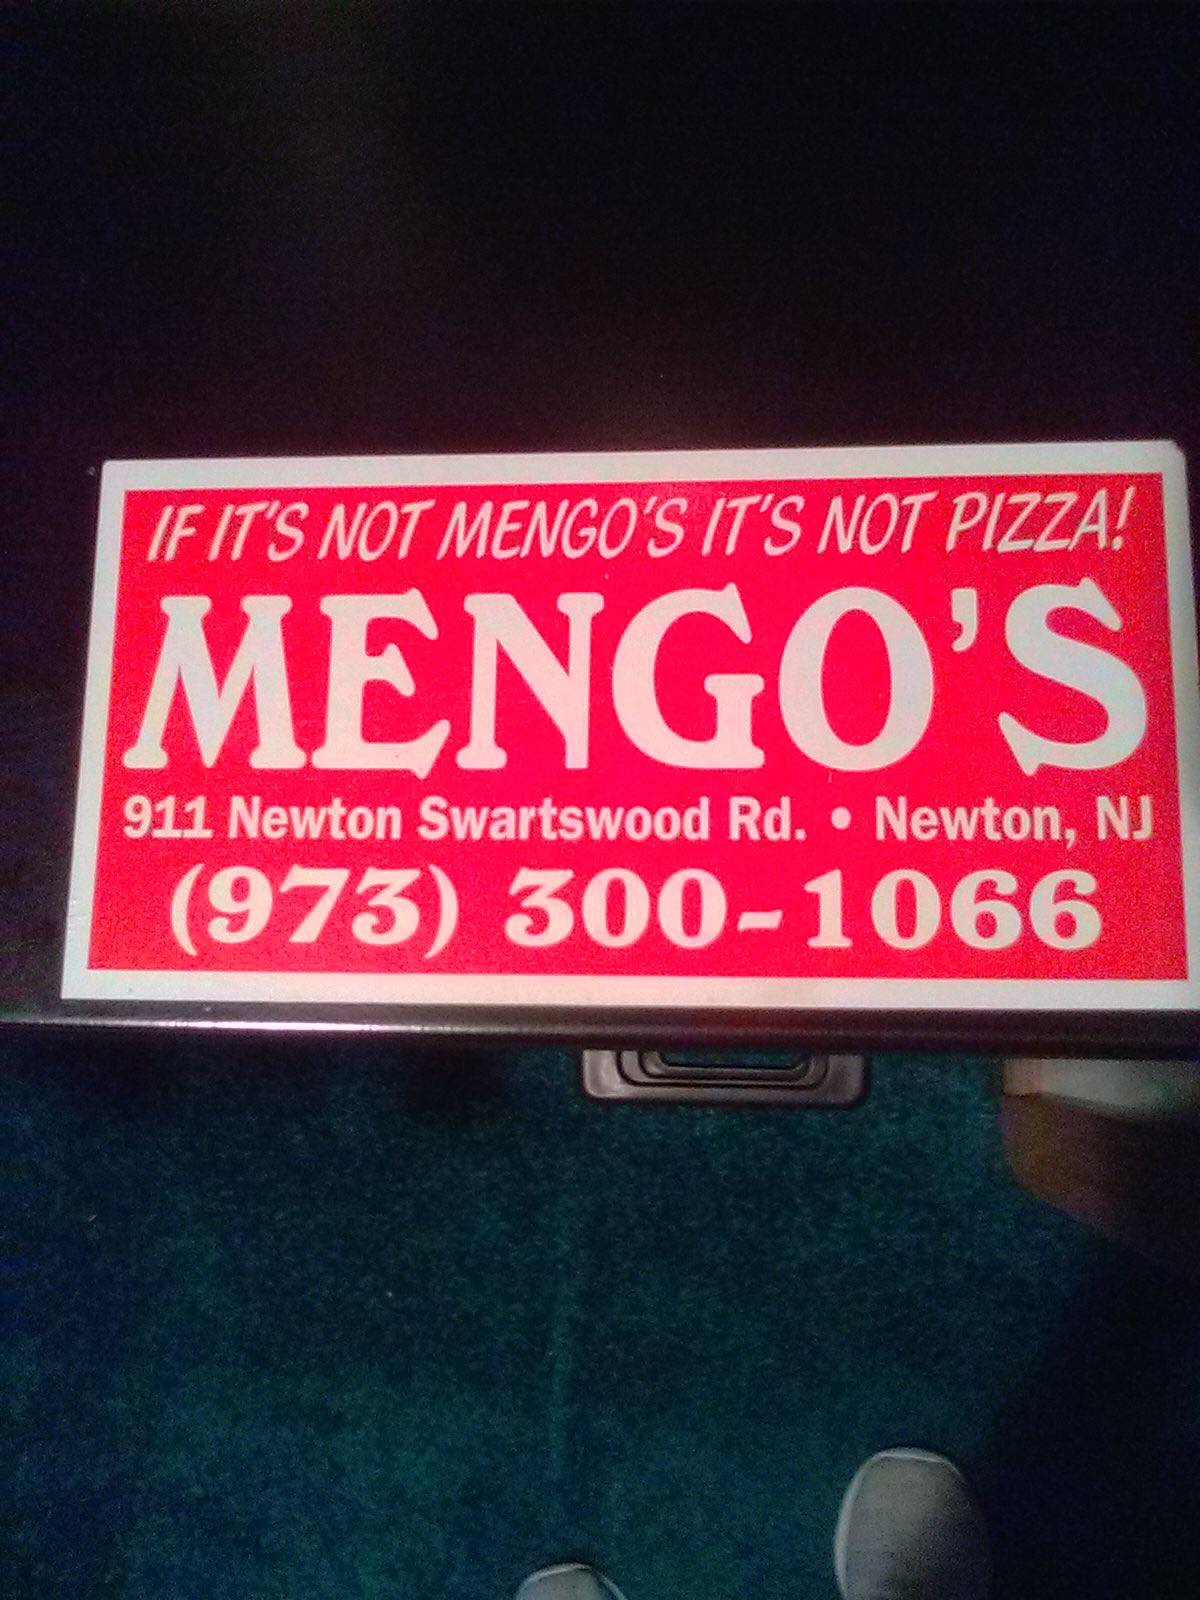 IF IT'S NOT MENGO'S IT'S NOT PIZZA!
MENGO'S
911 Newton Swartswood Rd. • Newton, NJ
(973) 300-1066